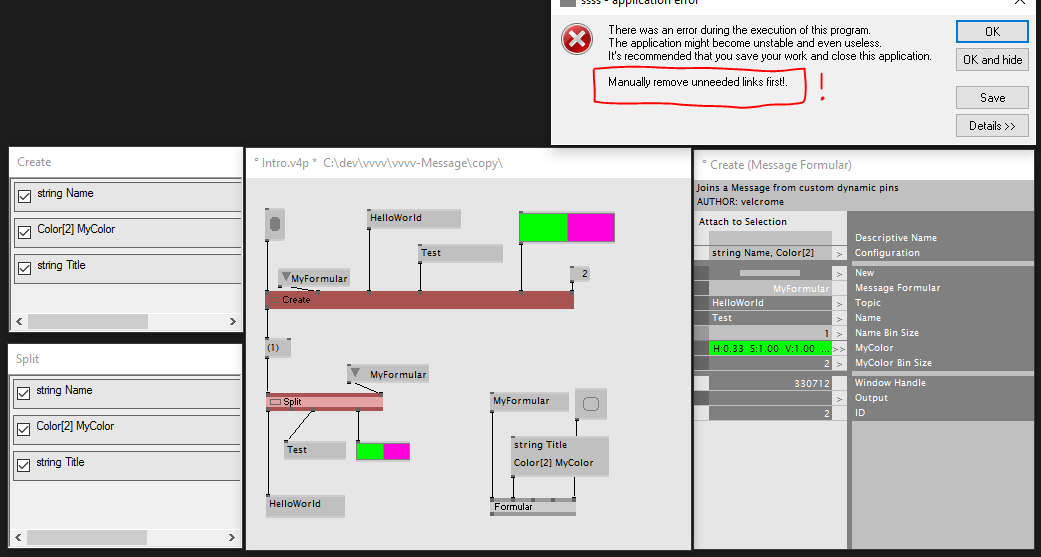 ssss - application error
There was an error during the execution of this program.
The application might become unstable and even useless.
It's recommended that you save your work and close this application.
Manually remove unneeded links first!.
!
OK
OK and hide
Save
Details >>
Create
string Name
Color[2] MyColor
string Title
Split
string Name
Color[2] MyColor
string Title
° Intro.v4p * C:\dev\vvvv\vvvv-Message\copy\
HelloWorld
Test
2
MyFormular
Create
(1)
MyFormular
Split
Test
HelloWorld
MyFormular
string Title
Color[2] MyColor
Formular
° Create (Message Formular)
Joins a Message from custom dynamic pins
AUTHOR: velcrome
Attach to Selection
Descriptive Name
string Name, Color[2] > Configuration
> New
MyFormular Message Formular
HelloWorld > Topic
Test > Name
1 > Name Bin Size
H:0.33 S:1.00 V:1.00 ... >> MyColor
2 > MyColor Bin Size
330712 Window Handle
> Output
2 ID